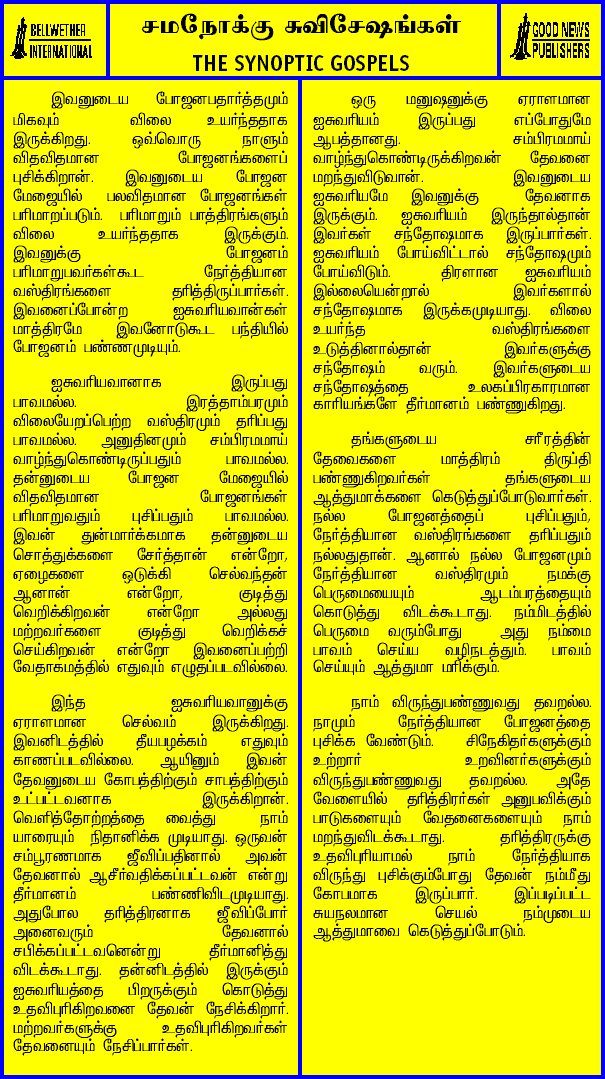 BELLWETHER
INTERNATIONAL
சமநோக்கு சுவிசேஷங்கள்
THE SYNOPTIC GOSPELS
GOOD NEWS
PUBLISHERS
இவனுடைய போஜனபதார்த்தமும்
மிகவும் விலை உயர்ந்ததாக
இருக்கிறது. ஒவ்வொரு நாளும்
விதவிதமான போஜனங்களைப்
புசிக்கிறான். இவனுடைய போஜன
மேஜையில் பலவிதமான போஜனங்கள்
பரிமாறப்படும். பரிமாறும் பாத்திரங்களும்
விலை உயர்ந்ததாக இருக்கும்.
இவனுக்கு போஜனம்
பரிமாறுபவர்கள்கூட நேர்த்தியான
வஸ்திரங்களை தரித்திருப்பார்கள்.
இவனைப்போன்ற ஐசுவரியவான்கள்
மாத்திரமே இவனோடுகூட பந்தியில்
போஜனம் பண்ணமுடியும்.
ஐசுவரியவானாக இருப்பது
பாவமல்ல. இரத்தாம்பரமும்
விலையேறப்பெற்ற வஸ்திரமும் தரிப்பது
பாவமல்ல. அனுதினமும் சம்பிரமமாய்
வாழ்ந்துகொண்டிருப்பதும் பாவமல்ல.
தன்னுடைய போஜன மேஜையில்
விதவிதமான போஜனங்கள்
பரிமாறுவதும் புசிப்பதும் பாவமல்ல.
இவன் துன்மார்க்கமாக தன்னுடைய
சொத்துக்களை சேர்த்தான் என்றோ,
ஏழைகளை ஒடுக்கி செல்வந்தன்
ஆனான் என்றோ, குடித்து
வெறிக்கிறவன் என்றோ அல்லது
மற்றவர்களை குடித்து வெறிக்கச்
செய்கிறவன் என்றோ இவனைப்பற்றி
வேதாகமத்தில் எதுவும் எழுதப்படவில்லை.
இந்த ஐசுவரியவானுக்கு
ஏராளமான செல்வம் இருக்கிறது.
இவனிடத்தில் தீயபழக்கம் எதுவும்
காணப்படவில்லை. ஆயினும் இவன்
தேவனுடைய கோபத்திற்கும் சாபத்திற்கும்
உட்பட்டவனாக இருக்கிறான்.
வெளித்தோற்றத்தை வைத்து நாம்
யாரையும் நிதானிக்க முடியாது. ஒருவன்
சம்பூரணமாக ஜீவிப்பதினால் அவன்
தேவனால் ஆசீர்வதிக்கப்பட்டவன் என்று
தீர்மானம் பண்ணிவிடமுடியாது.
அதுபோல தரித்திரனாக ஜீவிப்போர்
அனைவரும் தேவனால்
சபிக்கப்பட்டவனென்று தீர்மானித்து
விடக்கூடாது. தன்னிடத்தில் இருக்கும்
ஐசுவரியத்தை பிறருக்கும் கொடுத்து
உதவிபுரிகிறவனை தேவன் நேசிக்கிறார்.
மற்றவர்களுக்கு உதவிபுரிகிறவர்கள்
தேவனையும் நேசிப்பார்கள்.
ஒரு மனுஷனுக்கு ஏராளமான
ஐசுவரியம் இருப்பது எப்போதுமே
ஆபத்தானது. சம்பிரமமாய்
வாழ்ந்துகொண்டிருக்கிறவன் தேவனை
மறந்துவிடுவான். இவனுடைய
ஐசுவரியமே இவனுக்கு தேவனாக
இருக்கும். ஐசுவரியம் இருந்தால்தான்
இவர்கள் சந்தோஷமாக இருப்பார்கள்.
ஐசுவரியம் போய்விட்டால் சந்தோஷமும்
போய்விடும். திரளான ஐசுவரியம்
இல்லையென்றால் இவர்களால்
சந்தோஷமாக இருக்கமுடியாது. விலை
உயர்ந்த வஸ்திரங்களை
உடுத்தினால்தான் இவர்களுக்கு
சந்தோஷம் வரும். இவர்களுடைய
சந்தோஷத்தை உலகப்பிரகாரமான
காரியங்களே தீர்மானம் பண்ணுகிறது.
தங்களுடைய சரீரத்தின்
தேவைகளை மாத்திரம் திருப்தி
பண்ணுகிறவர்கள் தங்களுடைய
ஆத்துமாக்களை கெடுத்துப்போடுவார்கள்.
நல்ல போஜனத்தைப் புசிப்பதும்,
நேர்த்தியான வஸ்திரங்களை தரிப்பதும்
நல்லதுதான். ஆனால் நல்ல போஜனமும்
நேர்த்தியான வஸ்திரமும் நமக்கு
பெருமையையும் ஆடம்பரத்தையும்
கொடுத்து விடக்கூடாது. நம்மிடத்தில்
பெருமை வரும்போது அது நம்மை
பாவம் செய்ய வழிநடத்தும். பாவம்
செய்யும் ஆத்துமா மரிக்கும்.
நாம் விருந்துபண்ணுவது தவறல்ல.
நாமும் நேர்த்தியான போஜனத்தை
புசிக்க வேண்டும். சிநேகிதர்களுக்கும்
உற்றார் உறவினர்களுக்கும்
விருந்துபண்ணுவது தவறல்ல. அதே
வேளையில் தரித்திரர்கள் அனுபவிக்கும்
பாடுகளையும் வேதனைகளையும் நாம்
மறந்துவிடக்கூடாது. தரித்திரருக்கு
உதவிபுரியாமல் நாம் நேர்த்தியாக
விருந்து புசிக்கும்போது தேவன் நம்மீது
கோபமாக இருப்பார். இப்படிப்பட்ட
சுயநலமான செயல் நம்முடைய
ஆத்துமாவை கெடுத்துப்போடும்.